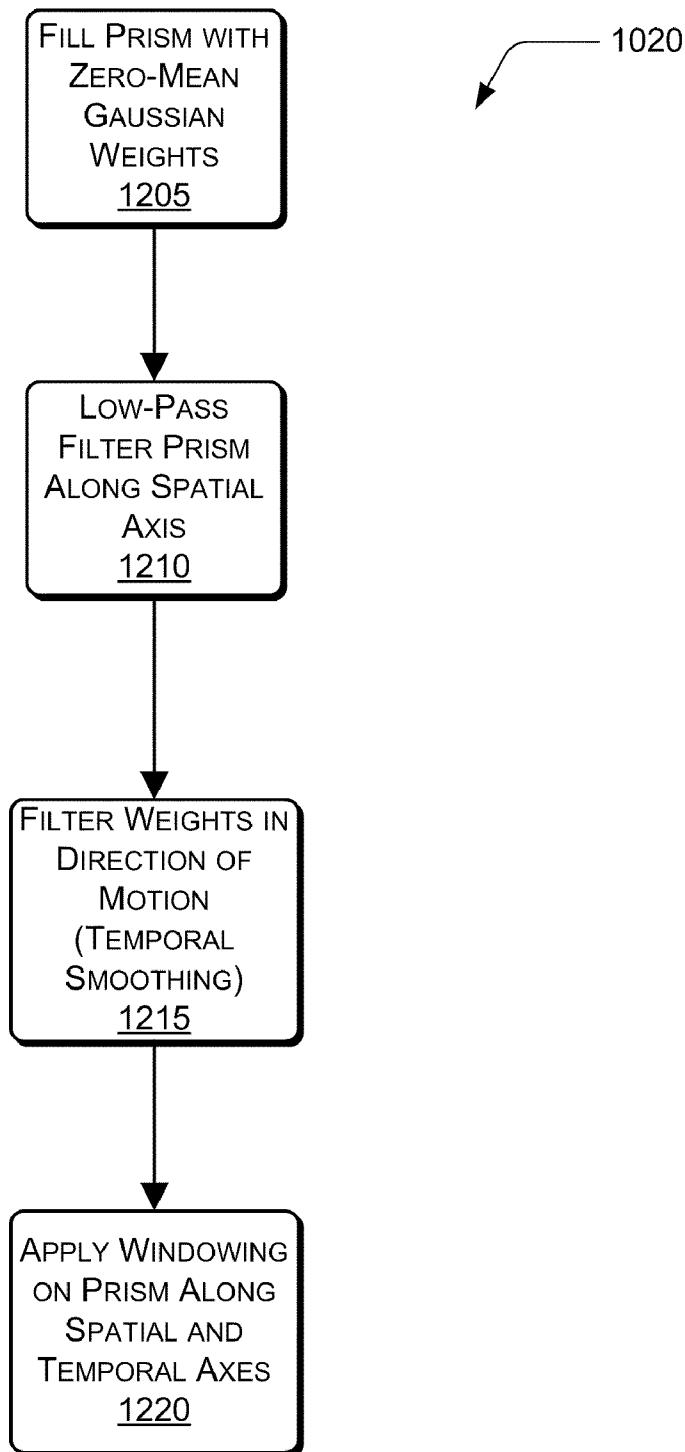 FILL PRISM WITH
ZERO-MEAN
GAUSSIAN
WEIGHTS
1205
1020
LOW-PASS
FILTER PRISM
ALONG SPATIAL
AXIS
1210
FILTER WEIGHTS IN
DIRECTION OF
MOTION
(TEMPORAL
SMOOTHING)
1215
APPLY WINDOWING
ON PRISM ALONG
SPATIAL AND
TEMPORAL AXES
1220